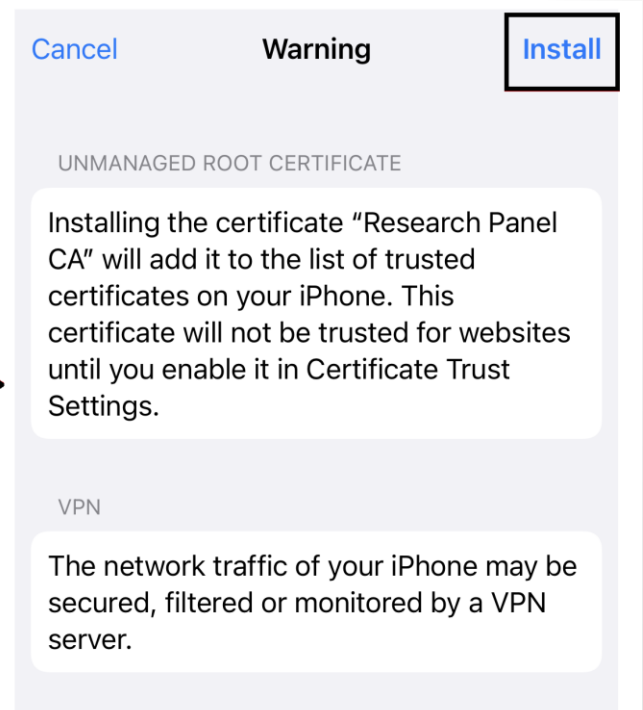 Cancel Warning Install
UNMANAGED ROOT CERTIFICATE
Installing the certificate “Research Panel
CA” will add it to the list of trusted
certificates on your iPhone. This
certificate will not be trusted for websites
until you enable it in Certificate Trust
Settings.
VPN
The network traffic of your iPhone may be
secured, filtered or monitored by a VPN
server.